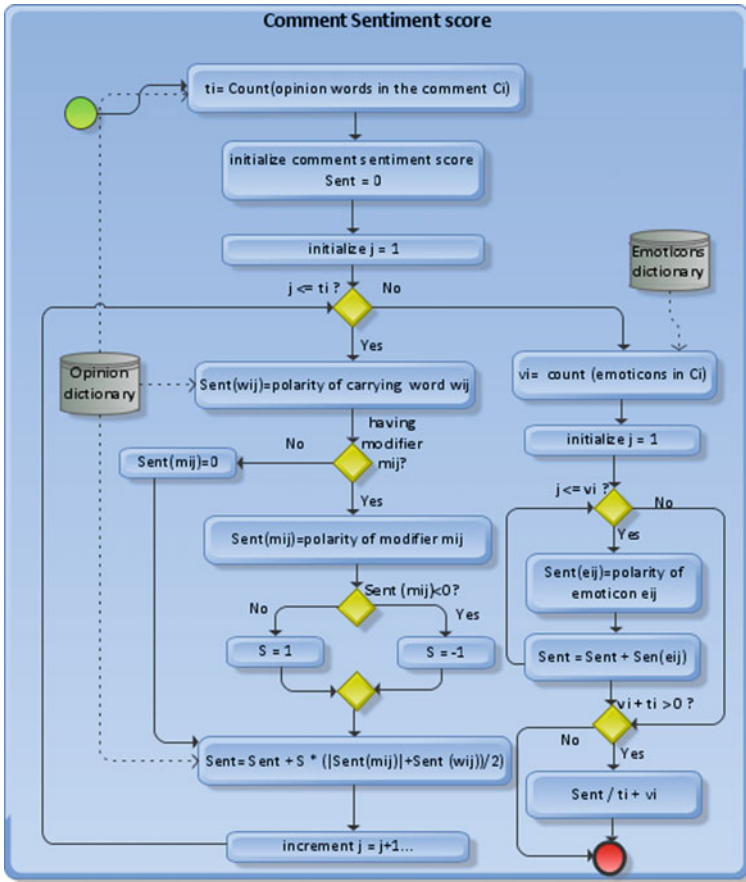 Comment Sentiment score
ti= Count(opinion words in the comment Ci)
initialize comment sentiment score
Sent = 0
initialize j = 1
j <= ti ?
No
Yes
Emoticons
dictionary
Opinion
dictionary
Sent(wij)=polarity of carrying word wij
vi= count (emoticons in Ci)
having
modifier
mij?
No
Sent(mij)=0
Yes
initialize j = 1
j<= vi ?
No
Yes
Sent(mij)=polarity of modifier mij
Sent(eij)=polarity of
emoticon eij
Sent (mij)<0?
No
Yes
S = 1
S = -1
Sent = Sent + Sen(eij)
vi + ti >0 ?
No
Yes
Sent= Sent + S * (|Sent(mij)|+Sent (wij))/2)
Sent / ti + vi
increment j = j+1...